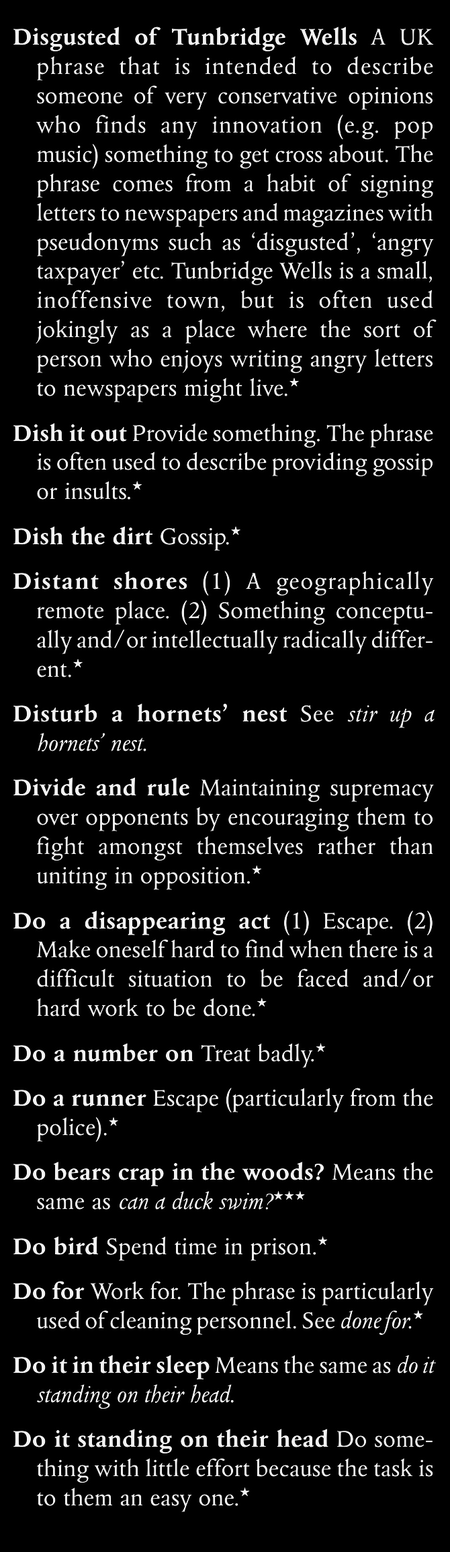 Disgusted of Tunbridge Wells A UK
phrase that is intended to describe
someone of very conservative opinions
who finds any innovation (e.g. pop
music) something to get cross about. The
phrase comes from a habit of signing
letters to newspapers and magazines with
pseudonyms such as ‘disgusted’, ‘angry
taxpayer’ etc. Tunbridge Wells is a small,
inoffensive town, but is often used
jokingly as a place where the sort of
person who enjoys writing angry letters
to newspapers might live.★
Dish it out Provide something. The phrase
is often used to describe providing gossip
or insults.★
Dish the dirt Gossip.★
Distant shores (1) A geographically
remote place. (2) Something conceptu-
ally and/or intellectually radically differ-
ent.★
Disturb a hornets’ nest See stir up a
hornets’ nest.
Divide and rule Maintaining supremacy
over opponents by encouraging them to
fight amongst themselves rather than
uniting in opposition.★
Do a disappearing act (1) Escape. (2)
Make oneself hard to find when there is a
difficult situation to be faced and/or
hard work to be done.★
Do a number on Treat badly.★
Do a runner Escape (particularly from the
police).★
Do bears crap in the woods? Means the
same as can a duck swim?★★★
Do bird Spend time in prison.★
Do for Work for. The phrase is particularly
used of cleaning personnel. See done for.★
Do it in their sleep Means the same as do it
standing on their head.
Do it standing on their head Do some-
thing with little effort because the task is
to them an easy one.★